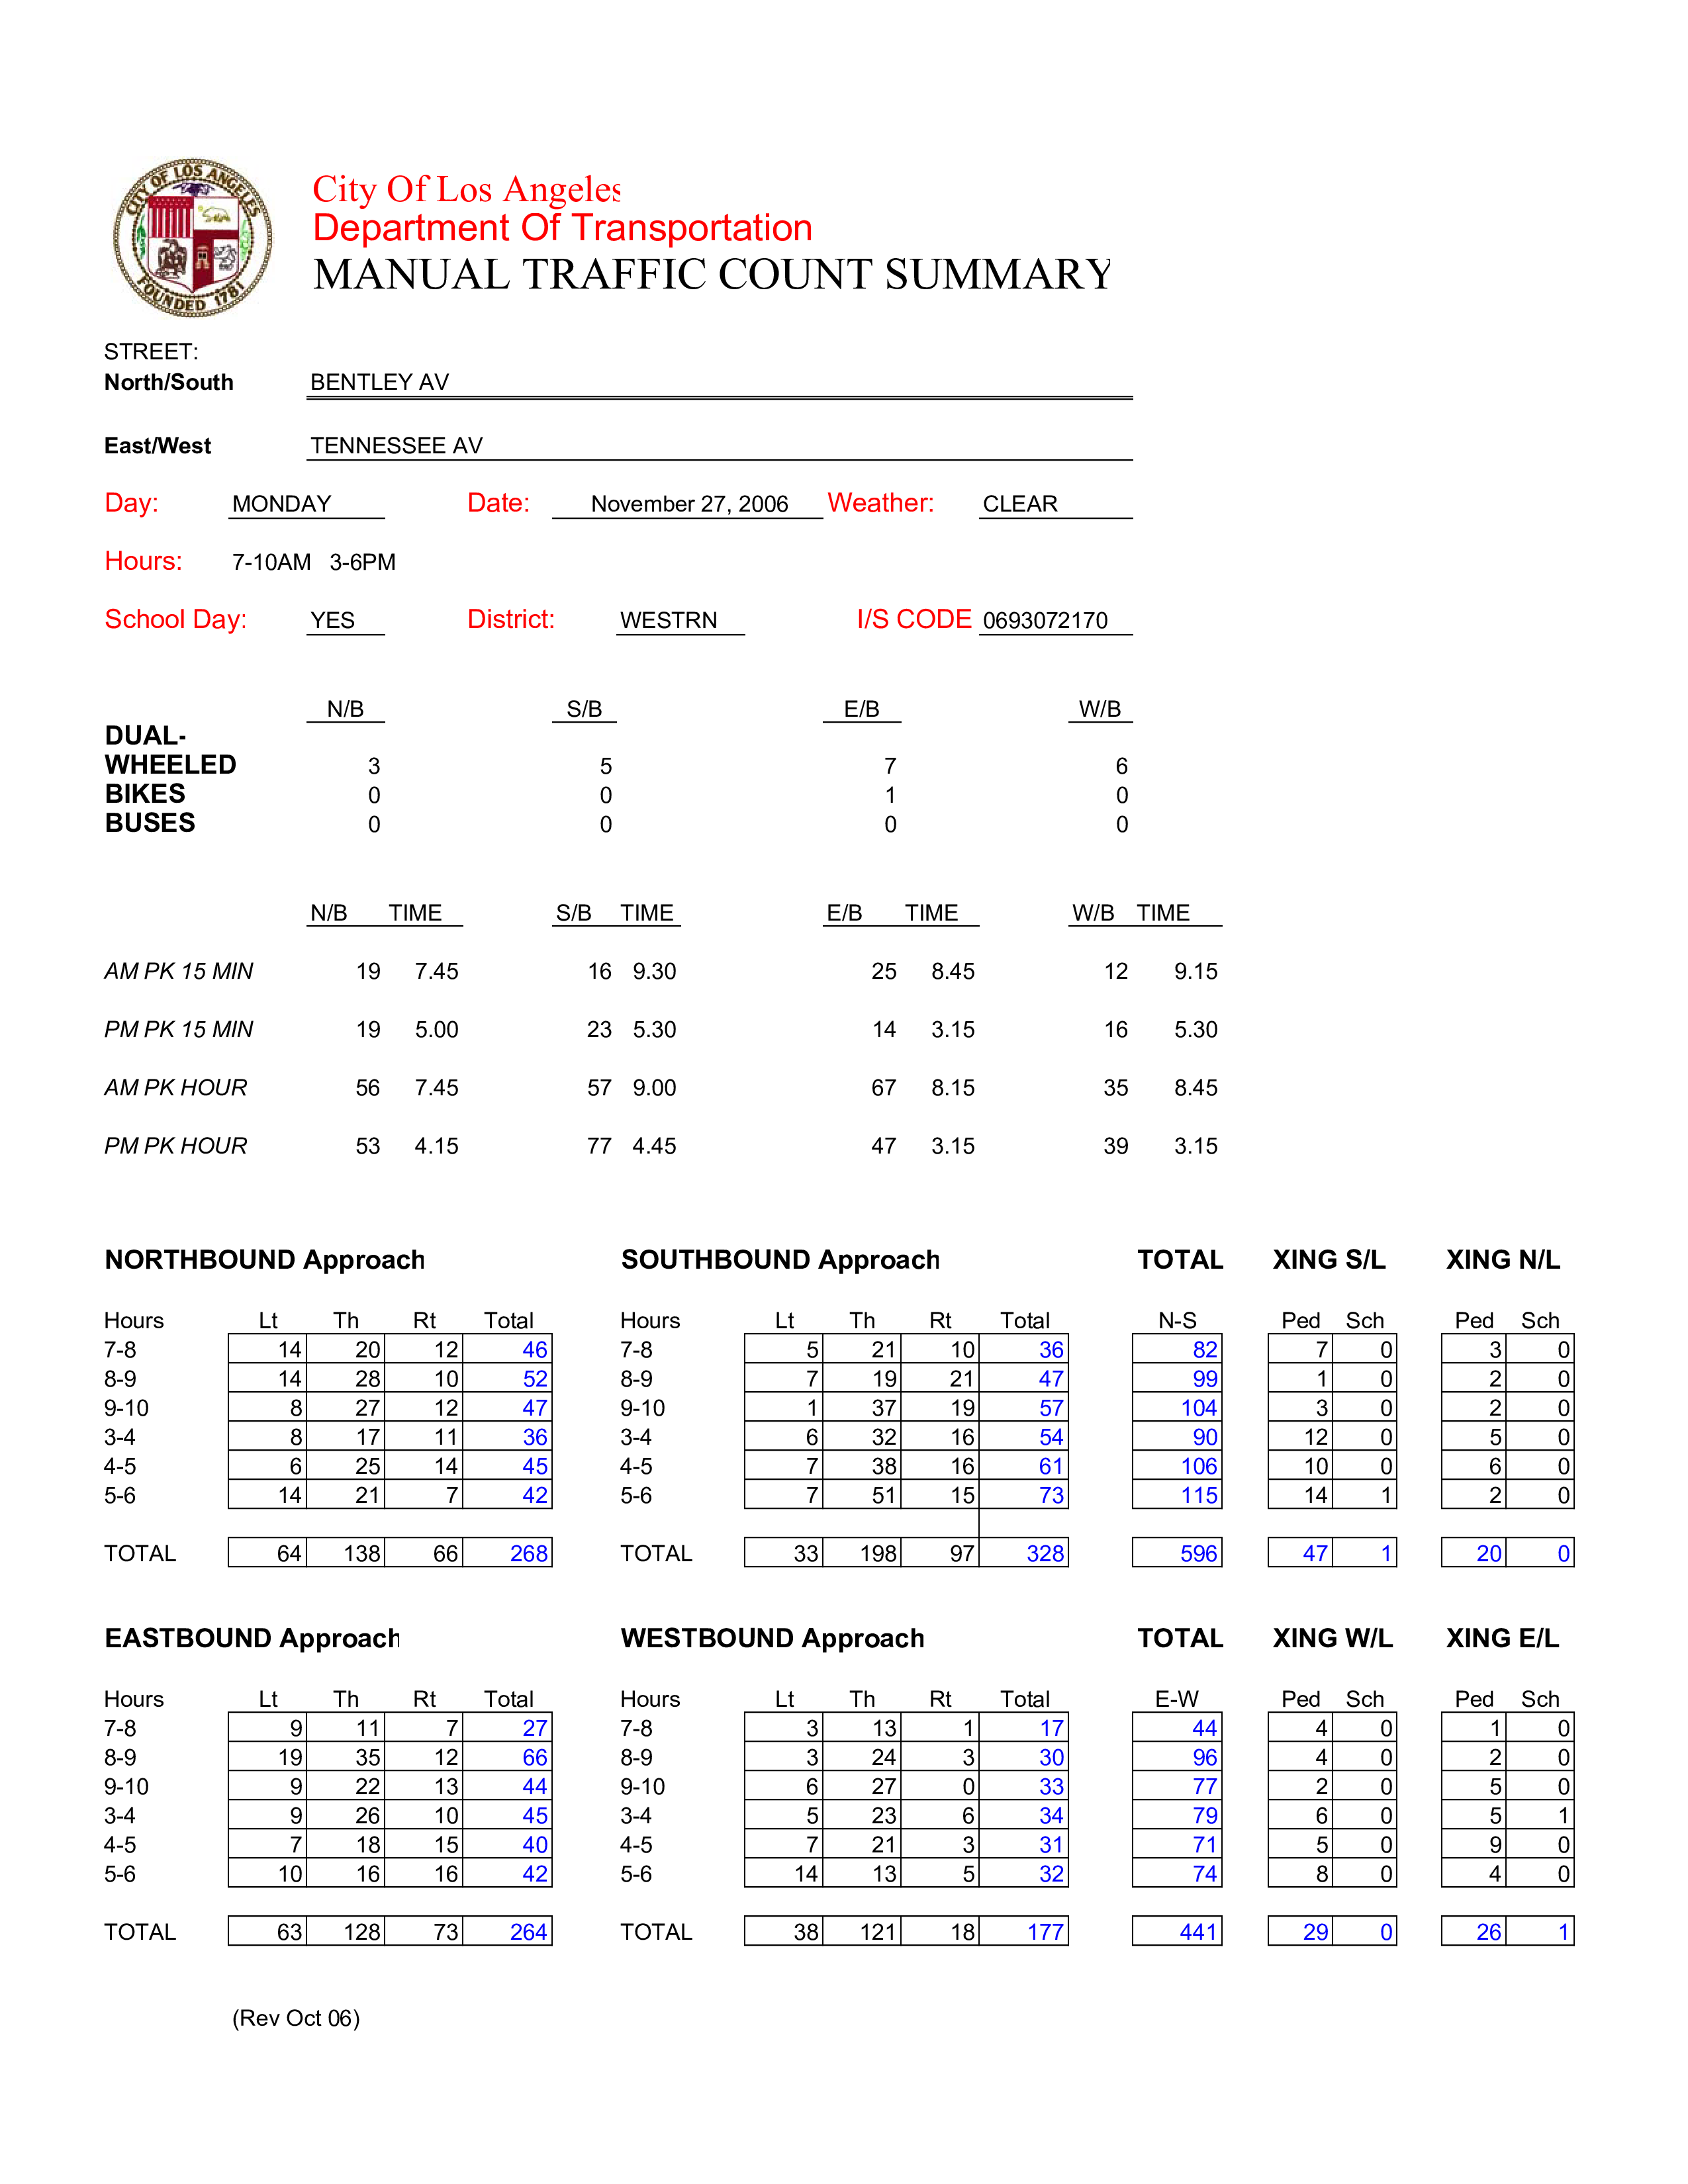 CITY OF LOS ANGELES
FOUNDED 1781
City Of Los Angeles
Department Of Transportation
MANUAL TRAFFIC COUNT SUMMARY
STREET:
North/South BENTLEY AV
East/West TENNESSEE AV
Day: MONDAY Date: November 27, 2006 Weather: CLEAR
Hours: 7-10AM 3-6PM
School Day: YES District: WESTRN I/S CODE 0693072170
N/B S/B E/B W/B
DUAL-
WHEELED 3 5 7 6
BIKES 0 0 1 0
BUSES 0 0 0 0
N/B TIME S/B TIME E/B TIME W/B TIME
AM PK 15 MIN 19 7.45 16 9.30 25 8.45 12 9.15
PM PK 15 MIN 19 5.00 23 5.30 14 3.15 16 5.30
AM PK HOUR 56 7.45 57 9.00 67 8.15 35 8.45
PM PK HOUR 53 4.15 77 4.45 47 3.15 39 3.15
NORTHBOUND Approach SOUTHBOUND Approach TOTAL XING S/L XING N/L
Hours Lt Th Rt Total Hours Lt Th Rt Total N-S Ped Sch Ped Sch
7-8 14 20 12 46 7-8 5 21 10 36 82 7 0 3 0
8-9 14 28 10 52 8-9 7 19 21 47 99 1 0 2 0
9-10 8 27 12 47 9-10 1 37 19 57 104 3 0 2 0
3-4 8 17 11 36 3-4 6 32 16 54 90 12 0 5 0
4-5 6 25 14 45 4-5 7 38 16 61 106 10 0 6 0
5-6 14 21 7 42 5-6 7 51 15 73 115 14 1 2 0
TOTAL 64 138 66 268 TOTAL 33 198 97 328 596 47 1 20 0
EASTBOUND Approach WESTBOUND Approach TOTAL XING W/L XING E/L
Hours Lt Th Rt Total Hours Lt Th Rt Total E-W Ped Sch Ped Sch
7-8 9 11 7 27 7-8 3 13 1 17 44 4 0 1 0
8-9 19 35 12 66 8-9 3 24 3 30 96 4 0 2 0
9-10 9 22 13 44 9-10 6 27 0 33 77 2 0 5 0
3-4 9 26 10 45 3-4 5 23 6 34 79 6 0 5 1
4-5 7 18 15 40 4-5 7 21 3 31 71 5 0 9 0
5-6 10 16 16 42 5-6 14 13 5 32 74 8 0 4 0
TOTAL 63 128 73 264 TOTAL 38 121 18 177 441 29 0 26 1
(Rev Oct 06)